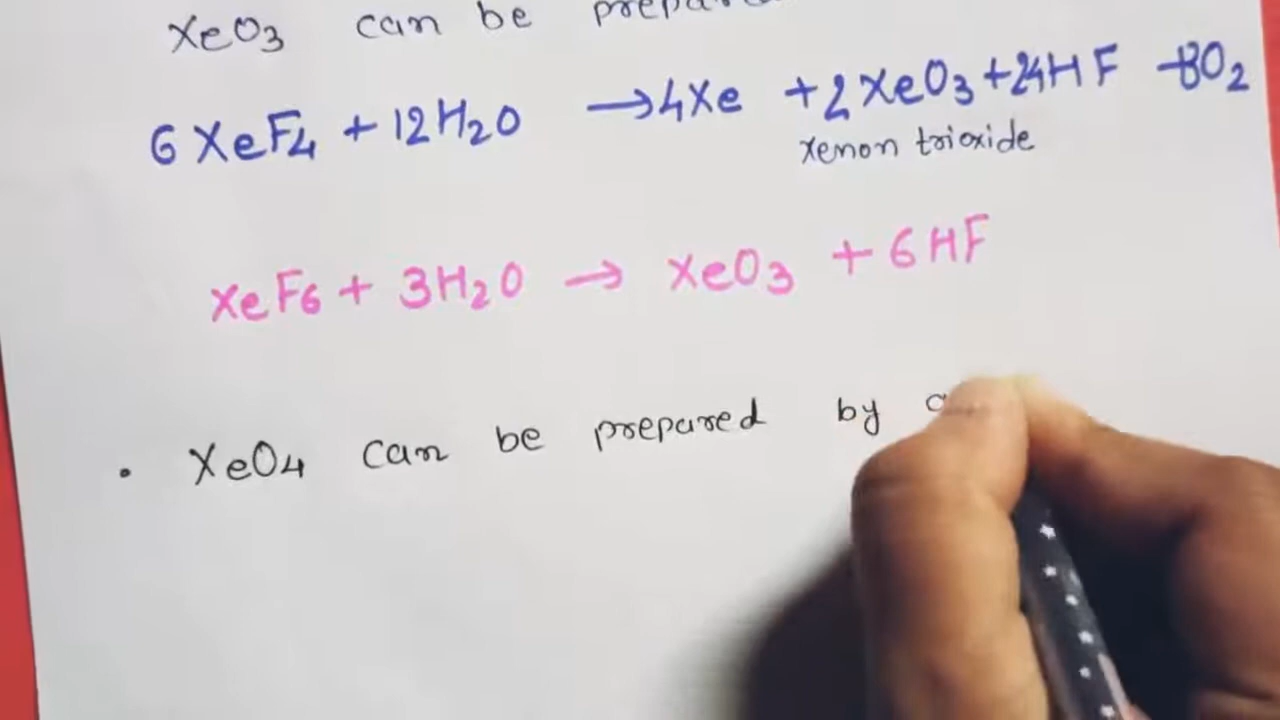 XeO3 can be
6 XeF4 + 12H2O →4Xe +2XeO3+24HF +3O2
xenon trioxide
XeF6 + 3H2O → XeO3 + 6HF
• XeO4 can be prepared by